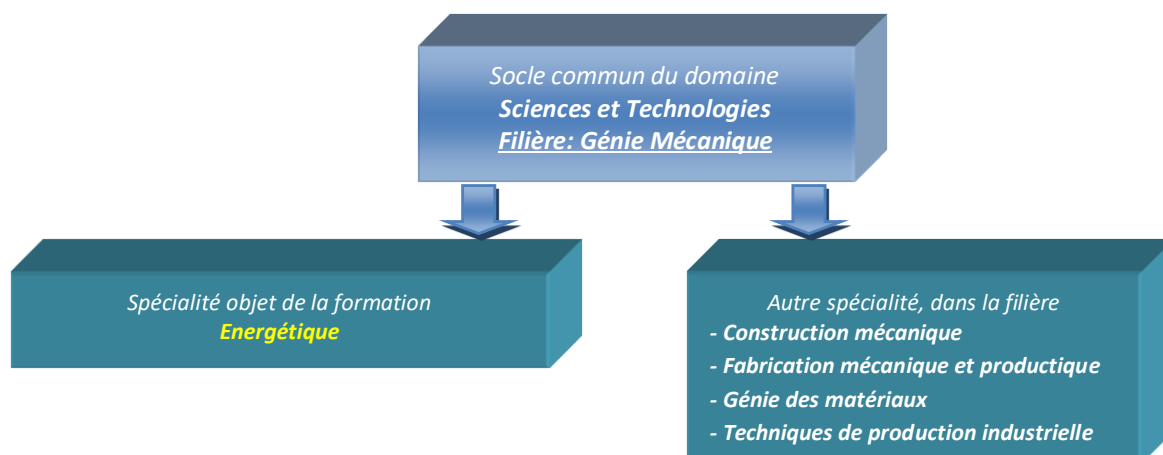 Socle commun du domaine
Sciences et Technologies
Filière: Génie Mécanique
Spécialité objet de la formation
Energétique
Autre spécialité, dans la filière
- Construction mécanique
- Fabrication mécanique et productique
- Génie des matériaux
- Techniques de production industrielle